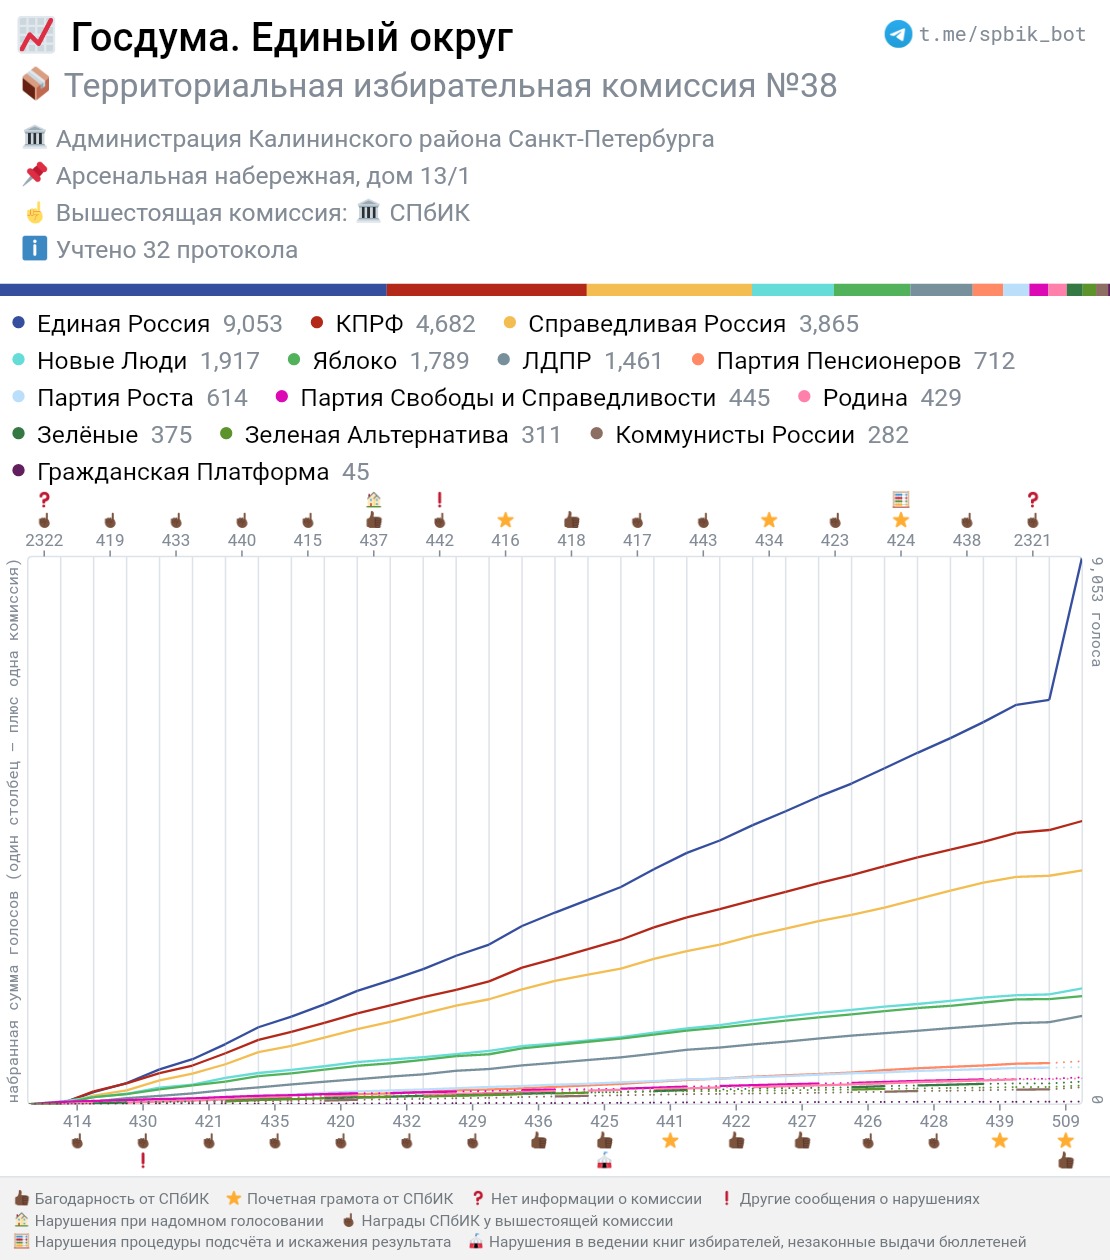 Госдума. Единый округ
t.me/spbik_bot
Территориальная избирательная комиссия №38
Администрация Калининского района Санкт-Петербурга
Арсенальная набережная, дом 13/1
Вышестоящая комиссия: СПбИК
Учтено 32 протокола
Единая Россия 9,053 КПРФ 4,682 Справедливая Россия 3,865
Новые Люди 1,917 Яблоко 1,789 ЛДПР 1,461 Партия Пенсионеров 712
Партия Роста 614 Партия Свободы и Справедливости 445 Родина 429
Зелёные 375 Зеленая Альтернатива 311 Коммунисты России 282
Гражданская Платформа 45
2322 419 433 440 415 437 442 416 418 417 443 434 423 424 438 2321
набранная сумма голосов (один столбец – плюс одна комиссия)
9,053 голоса
0
414 430 421 435 420 432 429 436 425 441 422 427 426 428 439 509
Багодарность от СПбИК Почетная грамота от СПбИК Нет информации о комиссии Другие сообщения о нарушениях
Нарушения при надомном голосовании Награды СПбИК у вышестоящей комиссии
Нарушения процедуры подсчёта и искажения результата Нарушения в ведении книг избирателей, незаконные выдачи бюллетеней